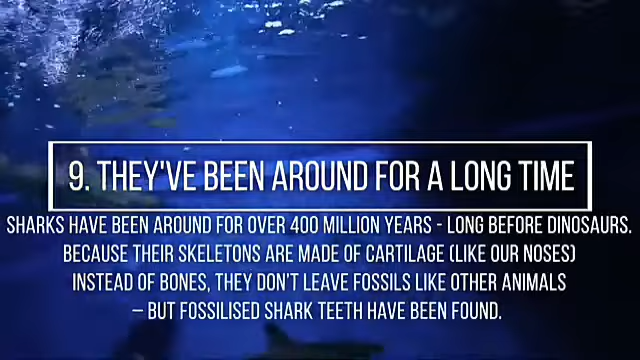 9. THEY'VE BEEN AROUND FOR A LONG TIME
SHARKS HAVE BEEN AROUND FOR OVER 400 MILLION YEARS - LONG BEFORE DINOSAURS.
BECAUSE THEIR SKELETONS ARE MADE OF CARTILAGE (LIKE OUR NOSES)
INSTEAD OF BONES, THEY DON'T LEAVE FOSSILS LIKE OTHER ANIMALS
– BUT FOSSILISED SHARK TEETH HAVE BEEN FOUND.